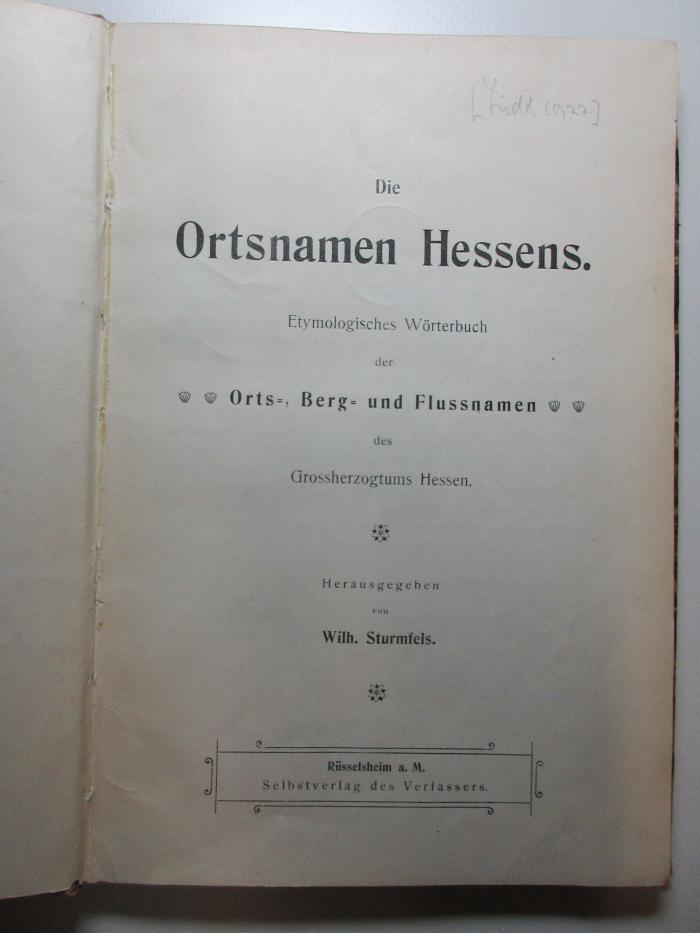 Die
Ortsnamen Hessens.
Etymologisches Wörterbuch
der
Orts=, Berg= und Flussnamen
des
Grossherzogtums Hessen.
Herausgegeben
von
Wilh. Sturmfels.
Rüsselsheim a. M.
Selbstverlag des Verfassers.